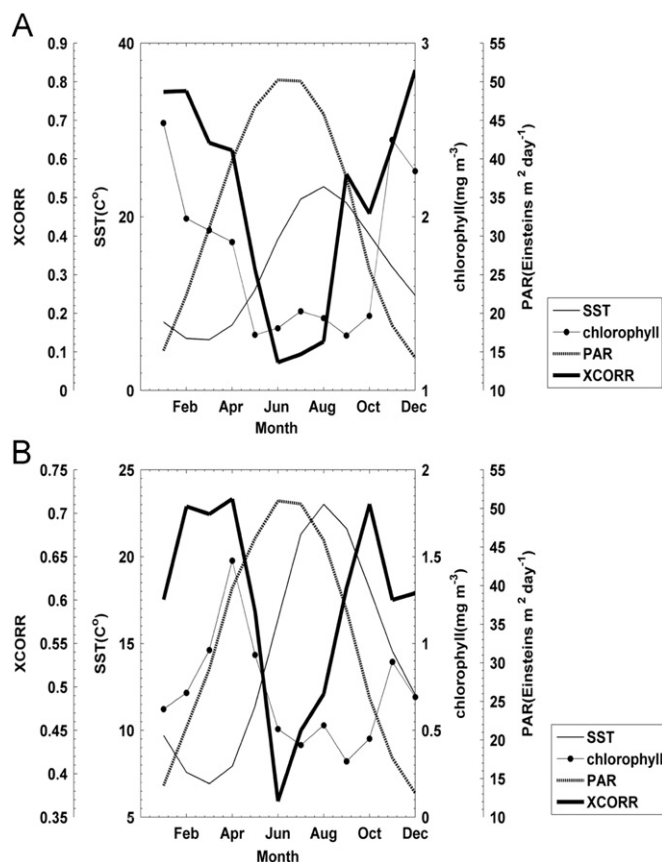 A
0.9
0.8
0.7
0.6
0.5
0.4
0.3
0.2
0.1
0
XCORR
40
20
0
SST(C°)
3
2
1
chlorophyll(mg m-3)
55
50
45
40
35
30
25
20
15
10
PAR(Einsteins m 2 day-1)
Feb Apr Jun Aug Oct Dec
Month
SST
chlorophyll
PAR
XCORR
B
0.75
0.7
0.65
0.6
0.55
0.5
0.45
0.4
0.35
XCORR
25
20
15
10
5
SST(C°)
2
1.5
1
0.5
0
chlorophyll(mg m-3)
55
50
45
40
35
30
25
20
15
10
PAR(Einsteins m 2 day-1)
Feb Apr Jun Aug Oct Dec
Month
SST
chlorophyll
PAR
XCORR